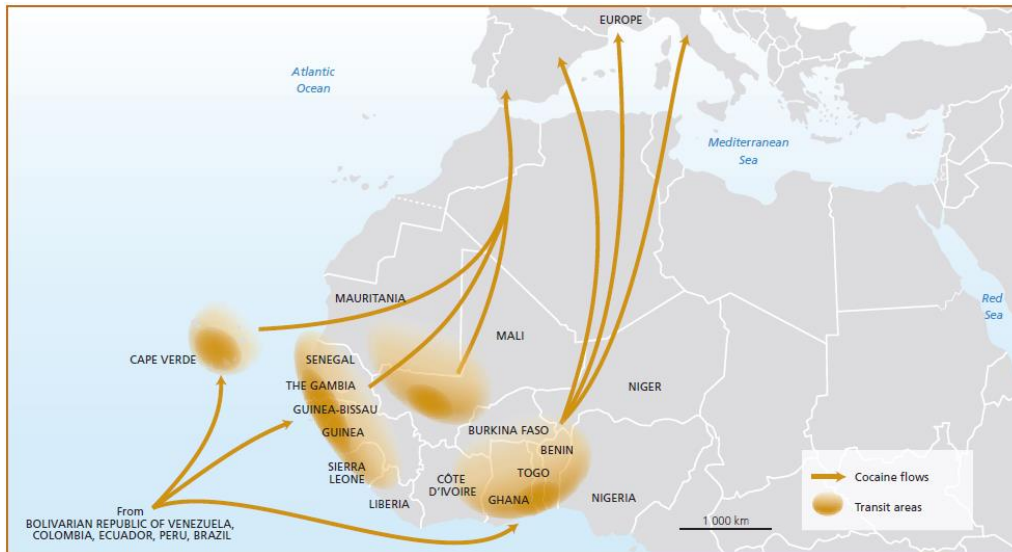 EUROPE
Atlantic
Ocean
Mediterranean
Sea
Red
Sea
MAURITANIA
MALI
CAPE VERDE
SENEGAL
THE GAMBIA
NIGER
GUINEA-BISSAU
GUINEA
BURKINA FASO
BENIN
SIERRA
LEONE
CÔTE
D'IVOIRE
TOGO
GHANA
NIGERIA
LIBERIA
From
BOLIVARIAN REPUBLIC OF VENEZUELA,
COLOMBIA, ECUADOR, PERU, BRAZIL
1 000 km
Cocaine flows
Transit areas